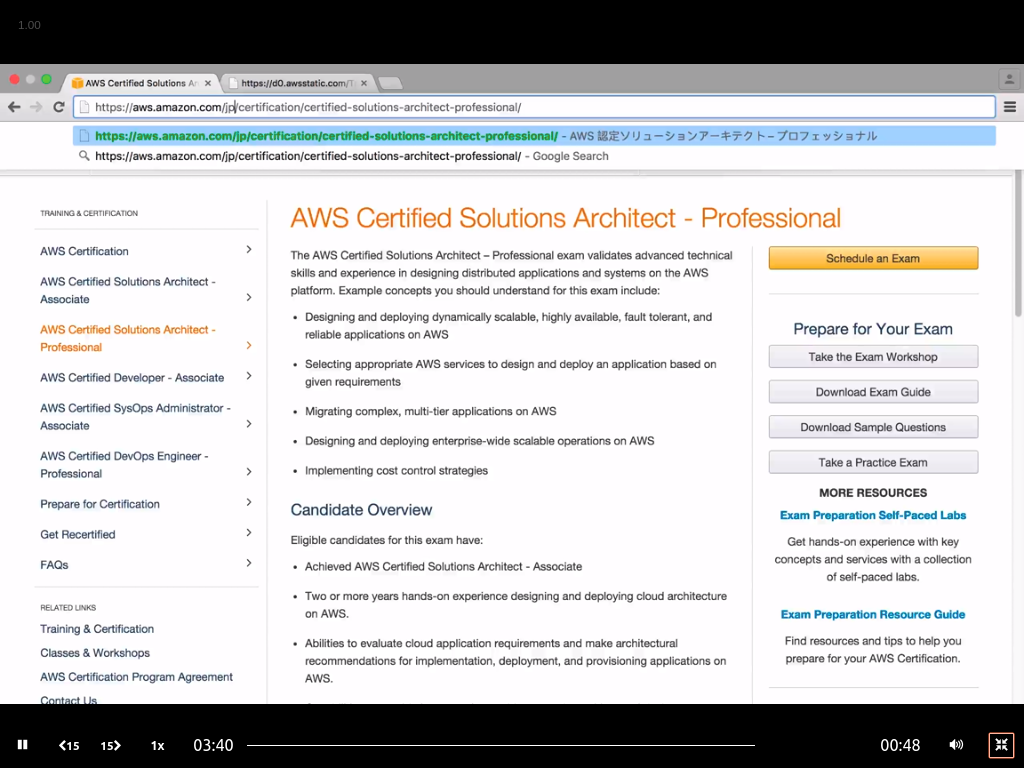 1.00
AWS Certified Solutions Ar
https://d0.awsstatic.com/T
https://aws.amazon.com/jp/certification/certified-solutions-architect-professional/
https://aws.amazon.com/jp/certification/certified-solutions-architect-professional/ – AWS 認定ソリューションアーキテクト – プロフェッショナル
https://aws.amazon.com/jp/certification/certified-solutions-architect-professional/ - Google Search
TRAINING & CERTIFICATION
AWS Certification
AWS Certified Solutions Architect -
Associate
AWS Certified Solutions Architect -
Professional
AWS Certified Developer - Associate
AWS Certified SysOps Administrator -
Associate
AWS Certified DevOps Engineer -
Professional
Prepare for Certification
Get Recertified
FAQs
RELATED LINKS
Training & Certification
Classes & Workshops
AWS Certification Program Agreement
Contact Us
AWS Certified Solutions Architect - Professional
The AWS Certified Solutions Architect – Professional exam validates advanced technical
skills and experience in designing distributed applications and systems on the AWS
platform. Example concepts you should understand for this exam include:
• Designing and deploying dynamically scalable, highly available, fault tolerant, and
reliable applications on AWS
• Selecting appropriate AWS services to design and deploy an application based on
given requirements
• Migrating complex, multi-tier applications on AWS
• Designing and deploying enterprise-wide scalable operations on AWS
• Implementing cost control strategies
Candidate Overview
Eligible candidates for this exam have:
• Achieved AWS Certified Solutions Architect - Associate
• Two or more years hands-on experience designing and deploying cloud architecture
on AWS.
• Abilities to evaluate cloud application requirements and make architectural
recommendations for implementation, deployment, and provisioning applications on
AWS.
Schedule an Exam
Prepare for Your Exam
Take the Exam Workshop
Download Exam Guide
Download Sample Questions
Take a Practice Exam
MORE RESOURCES
Exam Preparation Self-Paced Labs
Get hands-on experience with key
concepts and services with a collection
of self-paced labs.
Exam Preparation Resource Guide
Find resources and tips to help you
prepare for your AWS Certification.
15
15
1x
03:40
00:48